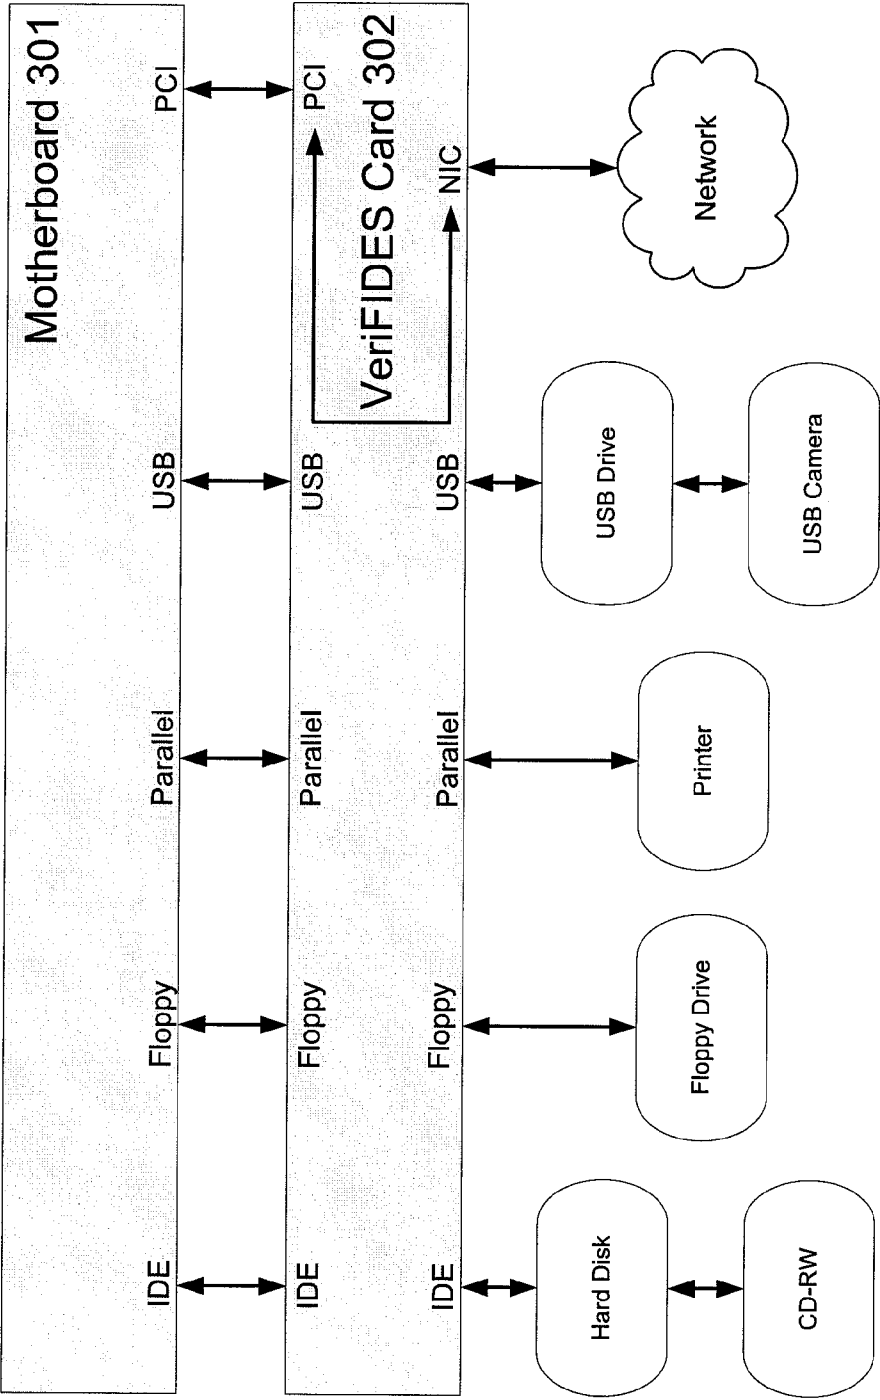 Motherboard 301
IDE
Floppy
Parallel
USB
PCI
IDE
Floppy
Parallel
USB
PCI
VeriFIDES Card 302
IDE
Floppy
Parallel
USB
NIC
Hard Disk
CD-RW
Floppy Drive
Printer
USB Drive
USB Camera
Network